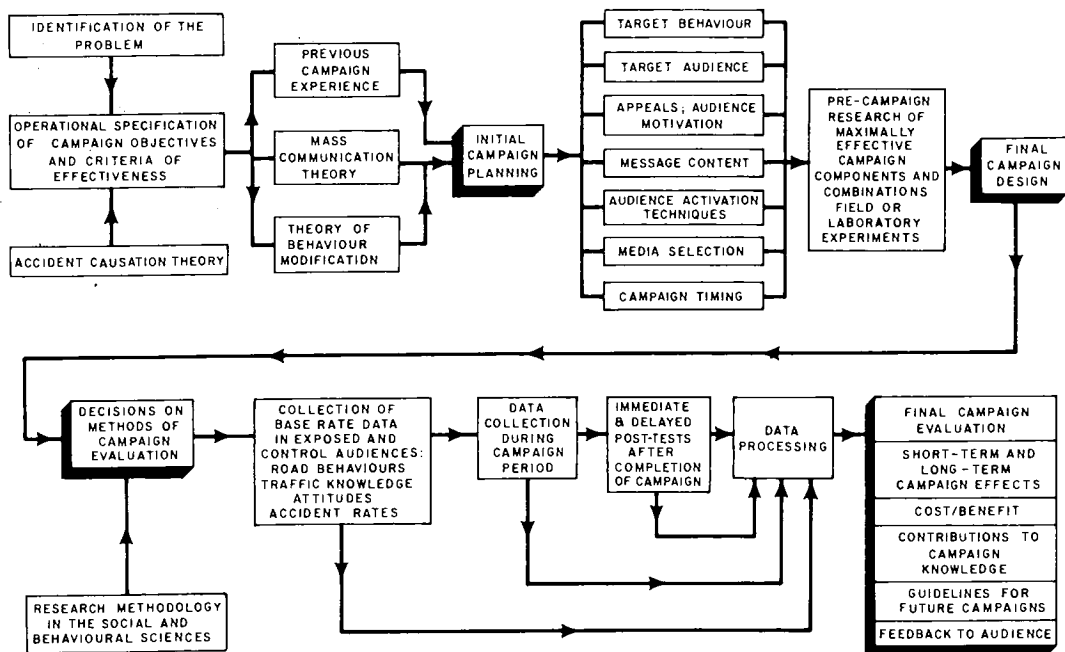 IDENTIFICATION OF THE
PROBLEM
OPERATIONAL SPECIFICATION
OF CAMPAIGN OBJECTIVES
AND CRITERIA OF
EFFECTIVENESS
ACCIDENT CAUSATION THEORY
PREVIOUS
CAMPAIGN
EXPERIENCE
MASS
COMMUNICATION
THEORY
THEORY OF
BEHAVIOUR
MODIFICATION
INITIAL
CAMPAIGN
PLANNING
TARGET BEHAVIOUR
TARGET AUDIENCE
APPEALS; AUDIENCE
MOTIVATION
MESSAGE CONTENT
AUDIENCE ACTIVATION
TECHNIQUES
MEDIA SELECTION
CAMPAIGN TIMING
PRE-CAMPAIGN
RESEARCH OF
MAXIMALLY
EFFECTIVE
CAMPAIGN
COMPONENTS AND
COMBINATIONS
FIELD OR
LABORATORY
EXPERIMENTS
FINAL
CAMPAIGN
DESIGN
DECISIONS ON
METHODS OF
CAMPAIGN
EVALUATION
RESEARCH METHODOLOGY
IN THE SOCIAL AND
BEHAVIOURAL SCIENCES
COLLECTION OF
BASE RATE DATA
IN EXPOSED AND
CONTROL AUDIENCES:
ROAD BEHAVIOURS
TRAFFIC KNOWLEDGE
ATTITUDES
ACCIDENT RATES
DATA
COLLECTION
DURING
CAMPAIGN
PERIOD
IMMEDIATE
& DELAYED
POST-TESTS
AFTER
COMPLETION
OF CAMPAIGN
DATA
PROCESSING
FINAL CAMPAIGN
EVALUATION
SHORT-TERM AND
LONG-TERM
CAMPAIGN EFFECTS
COST/BENEFIT
CONTRIBUTIONS TO
CAMPAIGN
KNOWLEDGE
GUIDELINES FOR
FUTURE CAMPAIGNS
FEEDBACK TO AUDIENCE